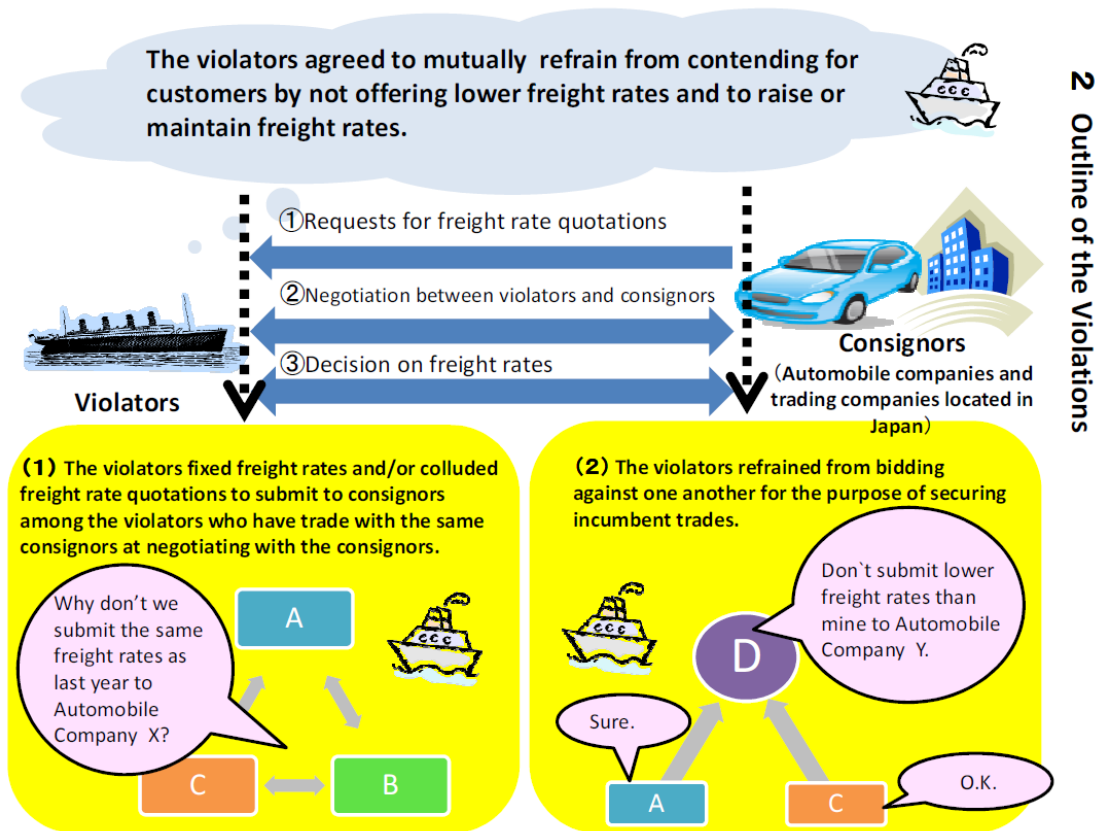 2 Outline of the Violations
The violators agreed to mutually refrain from contending for
customers by not offering lower freight rates and to raise or
maintain freight rates.
①Requests for freight rate quotations
②Negotiation between violators and consignors
③Decision on freight rates
Violators
Consignors
(Automobile companies and
trading companies located in
Japan)
(1) The violators fixed freight rates and/or colluded
freight rate quotations to submit to consignors
among the violators who have trade with the same
consignors at negotiating with the consignors.
Why don’t we
submit the same
freight rates as
last year to
Automobile
Company X?
A
C
B
(2) The violators refrained from bidding
against one another for the purpose of securing
incumbent trades.
Don`t submit lower
freight rates than
mine to Automobile
Company Y.
D
Sure.
A
C
O.K.